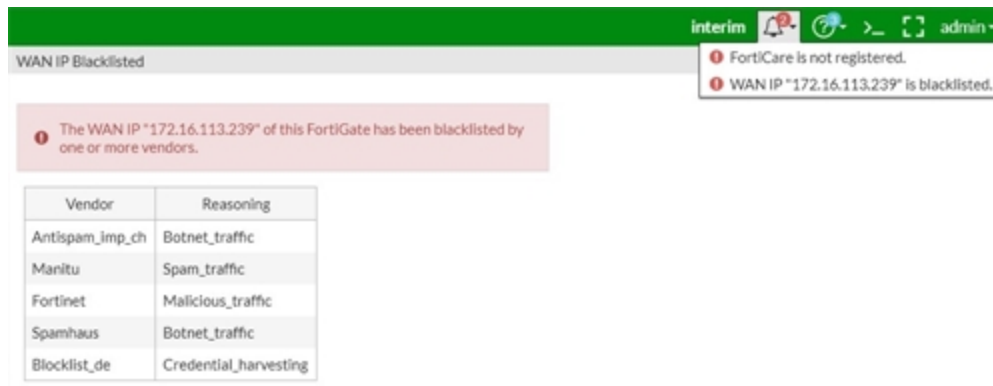 interim 2 >_ admin
WAN IP Blacklisted
FortiCare is not registered.
WAN IP "172.16.113.239" is blacklisted.
The WAN IP "172.16.113.239" of this FortiGate has been blacklisted by
one or more vendors.
Vendor Reasoning
Antispam_imp_ch Botnet_traffic
Manitu Spam_traffic
Fortinet Malicious_traffic
Spamhaus Botnet_traffic
Blocklist_de Credential_harvesting